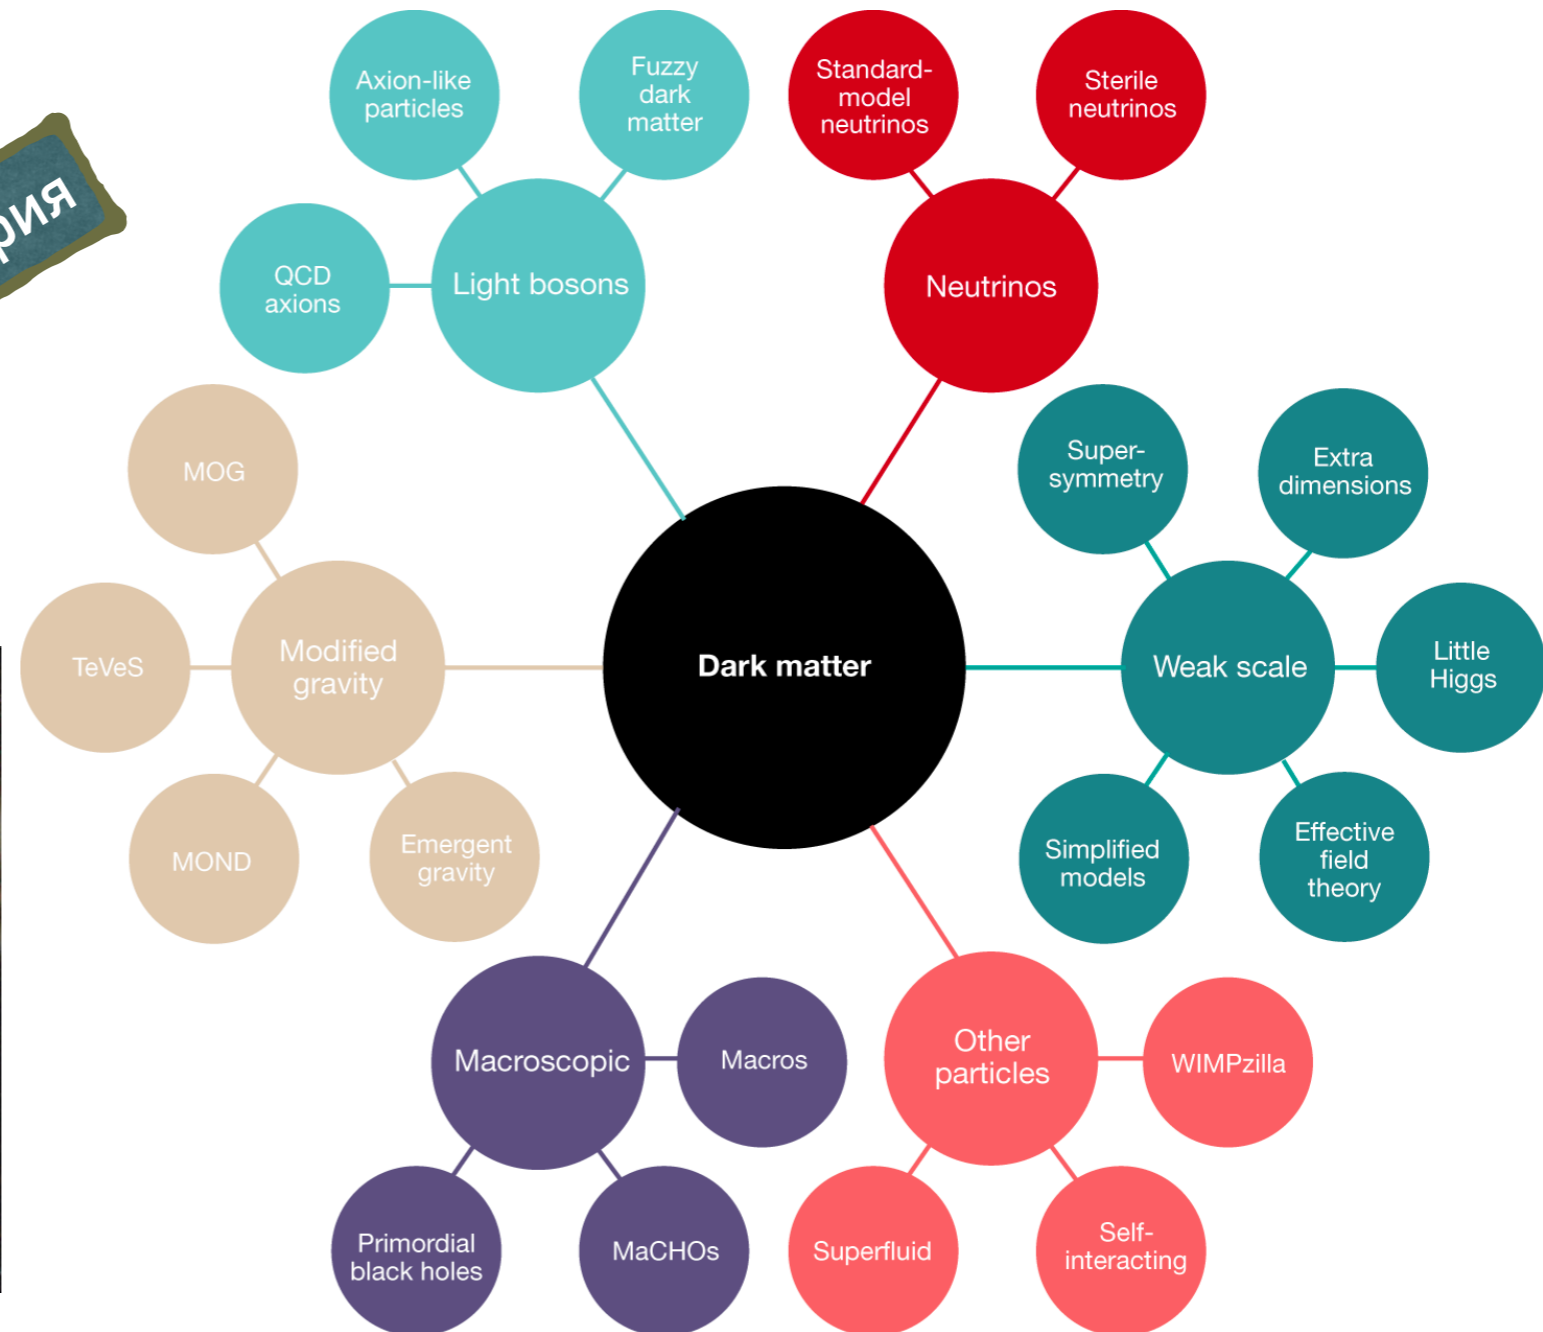 Axion-like
particles
Fuzzy
dark
matter
Standard-
model
neutrinos
Sterile
neutrinos
QCD
axions
Light bosons
Neutrinos
MOG
Super-
symmetry
Extra
dimensions
TeVeS
Modified
gravity
Dark matter
Weak scale
Little
Higgs
MOND
Emergent
gravity
Simplified
models
Effective
field
theory
Macroscopic
Macros
Other
particles
WIMPzilla
Primordial
black holes
MaCHOs
Superfluid
Self-
interacting